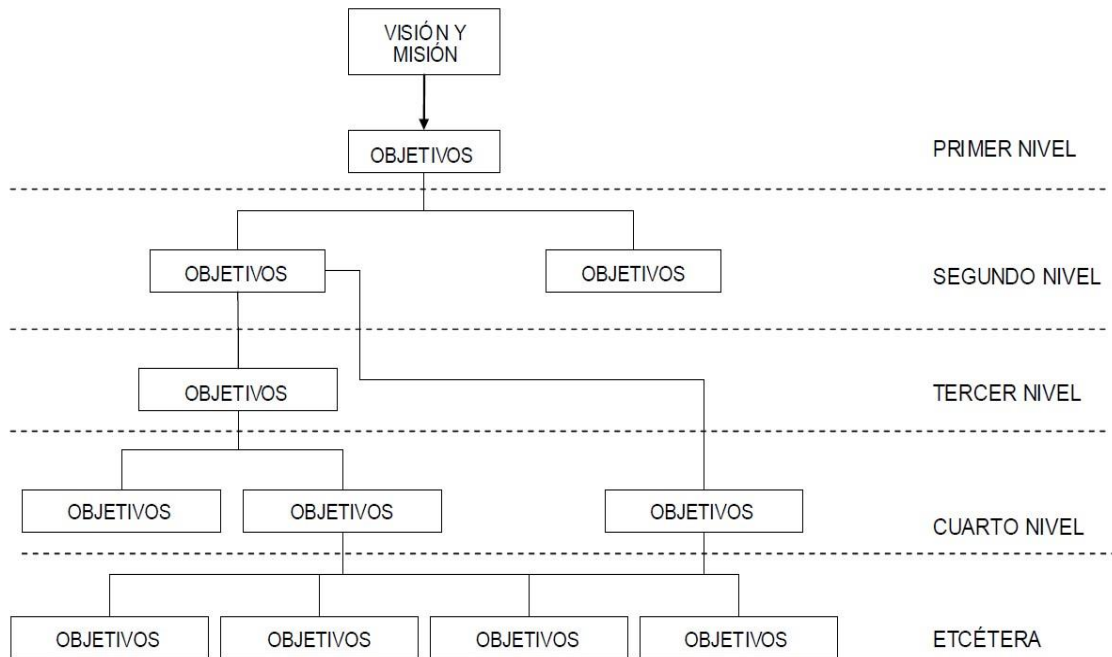 VISIÓN Y
MISIÓN
OBJETIVOS
PRIMER NIVEL
OBJETIVOS
OBJETIVOS
SEGUNDO NIVEL
OBJETIVOS
TERCER NIVEL
OBJETIVOS
OBJETIVOS
OBJETIVOS
CUARTO NIVEL
OBJETIVOS
OBJETIVOS
OBJETIVOS
OBJETIVOS
ETCÉTERA